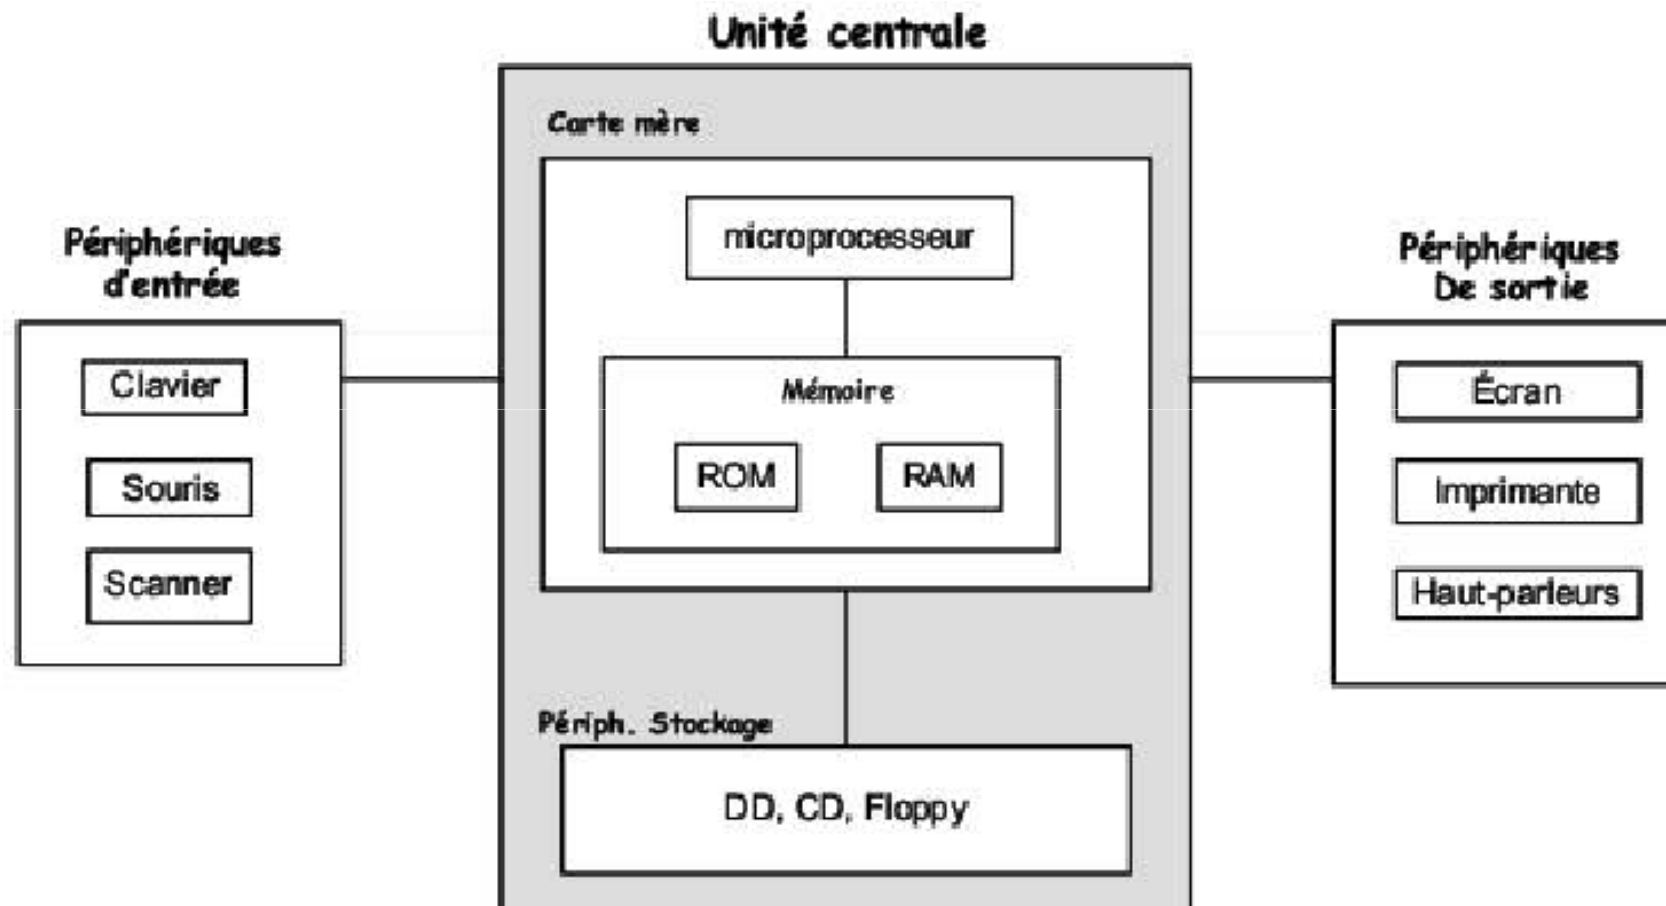 Unité centrale
Carte mère
microprocesseur
Mémoire
ROM
RAM
Périph. Stockage
DD, CD, Floppy
Périphériques
d'entrée
Clavier
Souris
Scanner
Périphériques
De sortie
Écran
Imprimante
Haut-parleurs